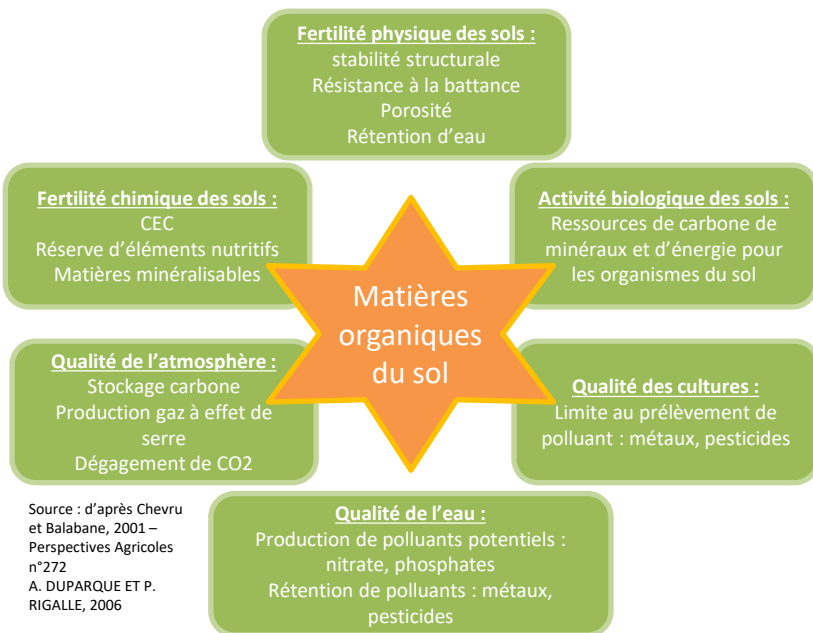 Fertilité physique des sols :
stabilité structurale
Résistance à la battance
Porosité
Rétention d'eau
Fertilité chimique des sols :
CEC
Réserve d'éléments nutritifs
Matières minéralisables
Activité biologique des sols :
Ressources de carbone de
minéraux et d'énergie pour
les organismes du sol
Matières
organiques
du sol
Qualité de l'atmosphère :
Stockage carbone
Production gaz à effet de
serre
Dégagement de CO2
Qualité des cultures :
Limite au prélèvement de
polluant : métaux, pesticides
Source : d'après Chevru
et Balabane, 2001 –
Perspectives Agricoles
n°272
A. DUPARQUE ET P.
RIGALLE, 2006
Qualité de l'eau :
Production de polluants potentiels :
nitrate, phosphates
Rétention de polluants : métaux,
pesticides